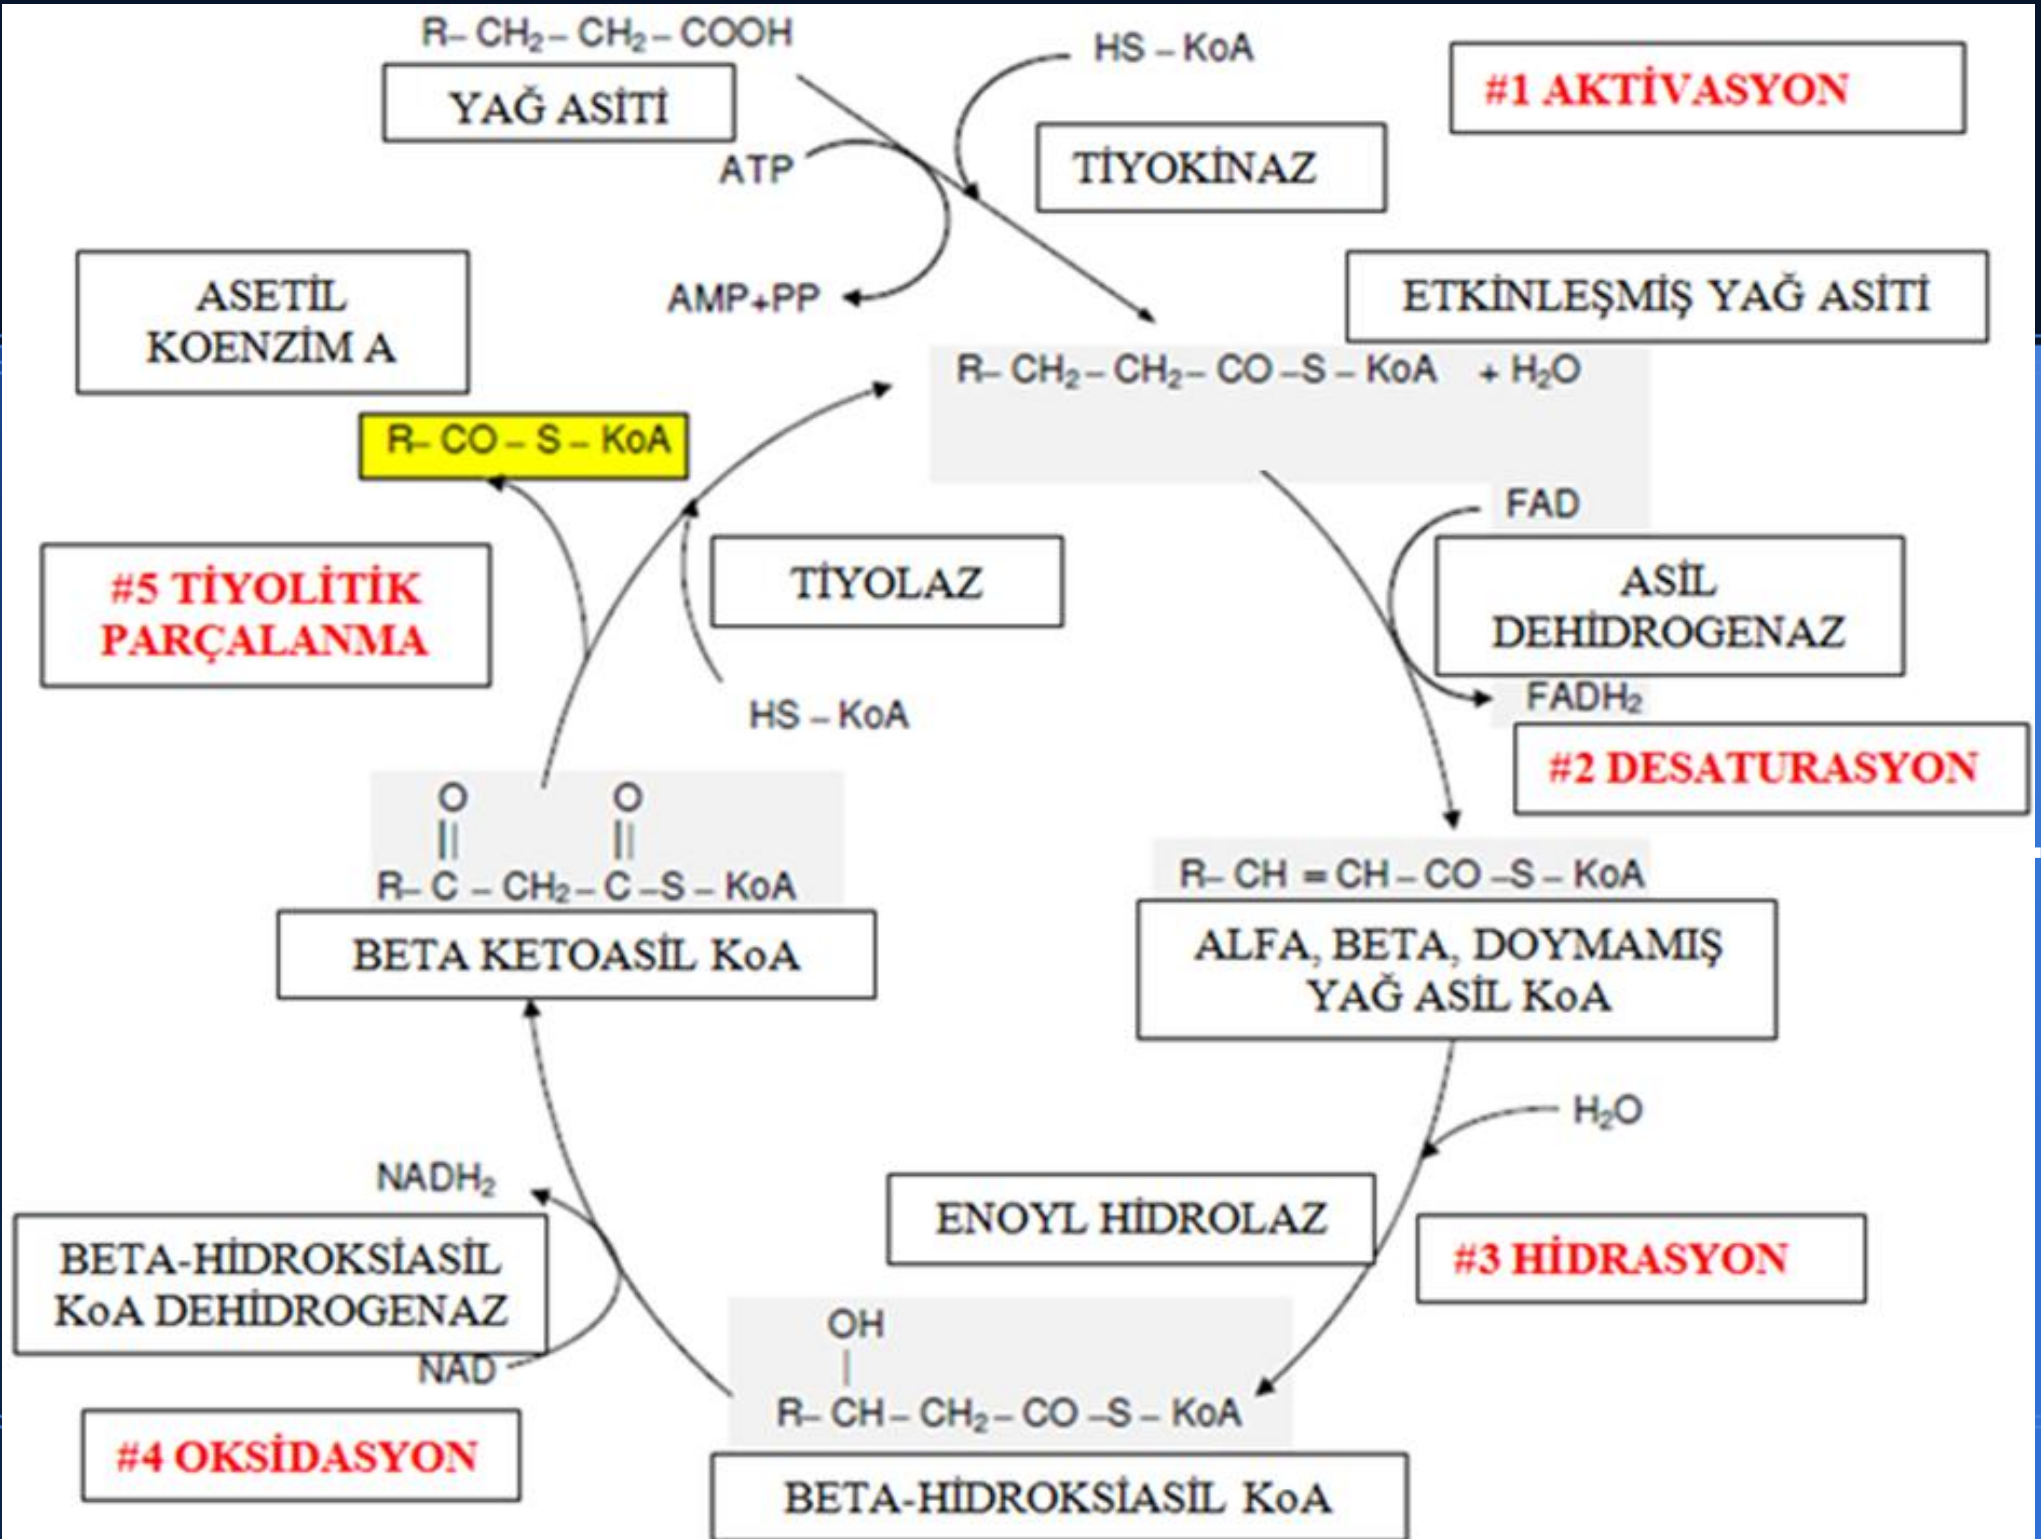 R– CH₂– CH₂– COOH
YAĞ ASİTİ
HS – KoA
#1 AKTİVASYON
TİYOKİNAZ
ATP
AMP+PP
ETKİNLEŞMİŞ YAĞ ASİTİ
R– CH₂– CH₂– CO –S – KoA + H₂O
ASETİL
KOENZİM A
R– CO – S – KoA
FAD
ASİL
DEHİDROGENAZ
FADH₂
#2 DESATURASYON
#5 TİYOLİTİK
PARÇALANMA
TİYOLAZ
HS – KoA
O O
|| ||
R– C – CH₂– C –S – KoA
BETA KETOASİL KoA
R– CH = CH – CO –S – KoA
ALFA, BETA, DOYMAMIŞ
YAĞ ASİL KoA
H₂O
ENOYL HİDROLAZ
#3 HİDRASYON
NADH₂
BETA-HİDROKSİASİL
KoA DEHİDROGENAZ
NAD
#4 OKSİDASYON
OH
|
R– CH– CH₂– CO –S – KoA
BETA-HİDROKSİASİL KoA